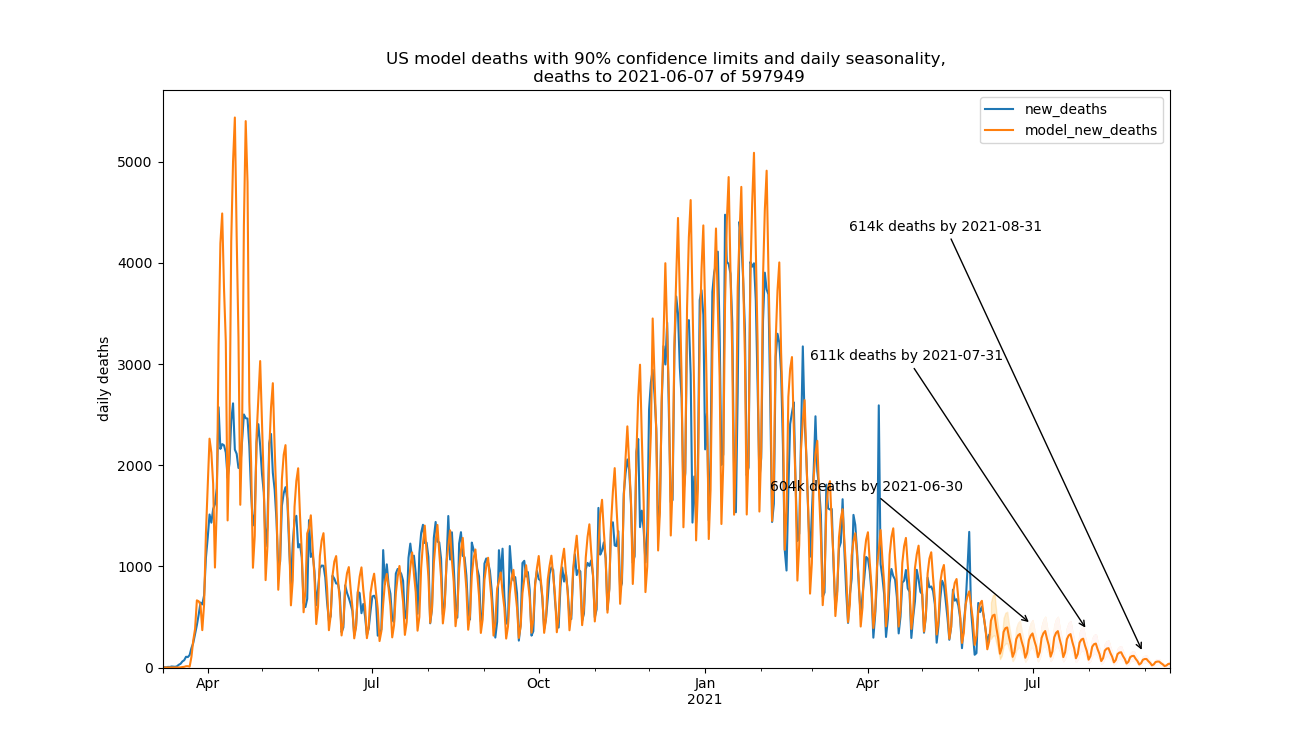 US model deaths with 90% confidence limits and daily seasonality,
deaths to 2021-06-07 of 597949
new_deaths
model_new_deaths
614k deaths by 2021-08-31
611k deaths by 2021-07-31
604k deaths by 2021-06-30
daily deaths
5000
4000
3000
2000
1000
0
Apr Jul Oct Jan Apr Jul
2021